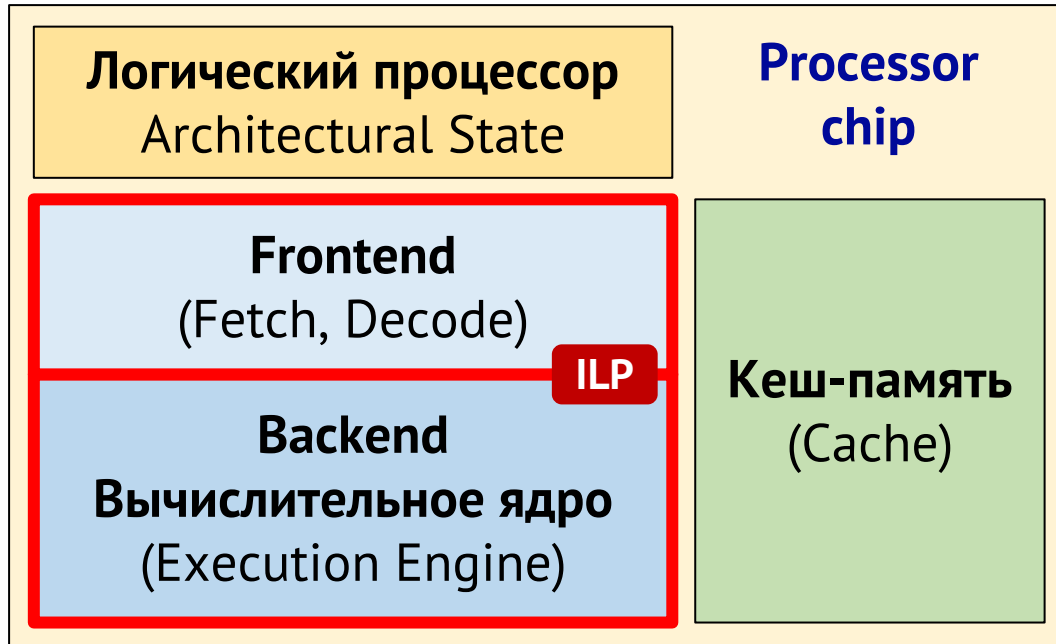 Логический процессор
Architectural State
Processor
chip
Frontend
(Fetch, Decode)
ILP
Backend
Вычислительное ядро
(Execution Engine)
Кеш-память
(Cache)